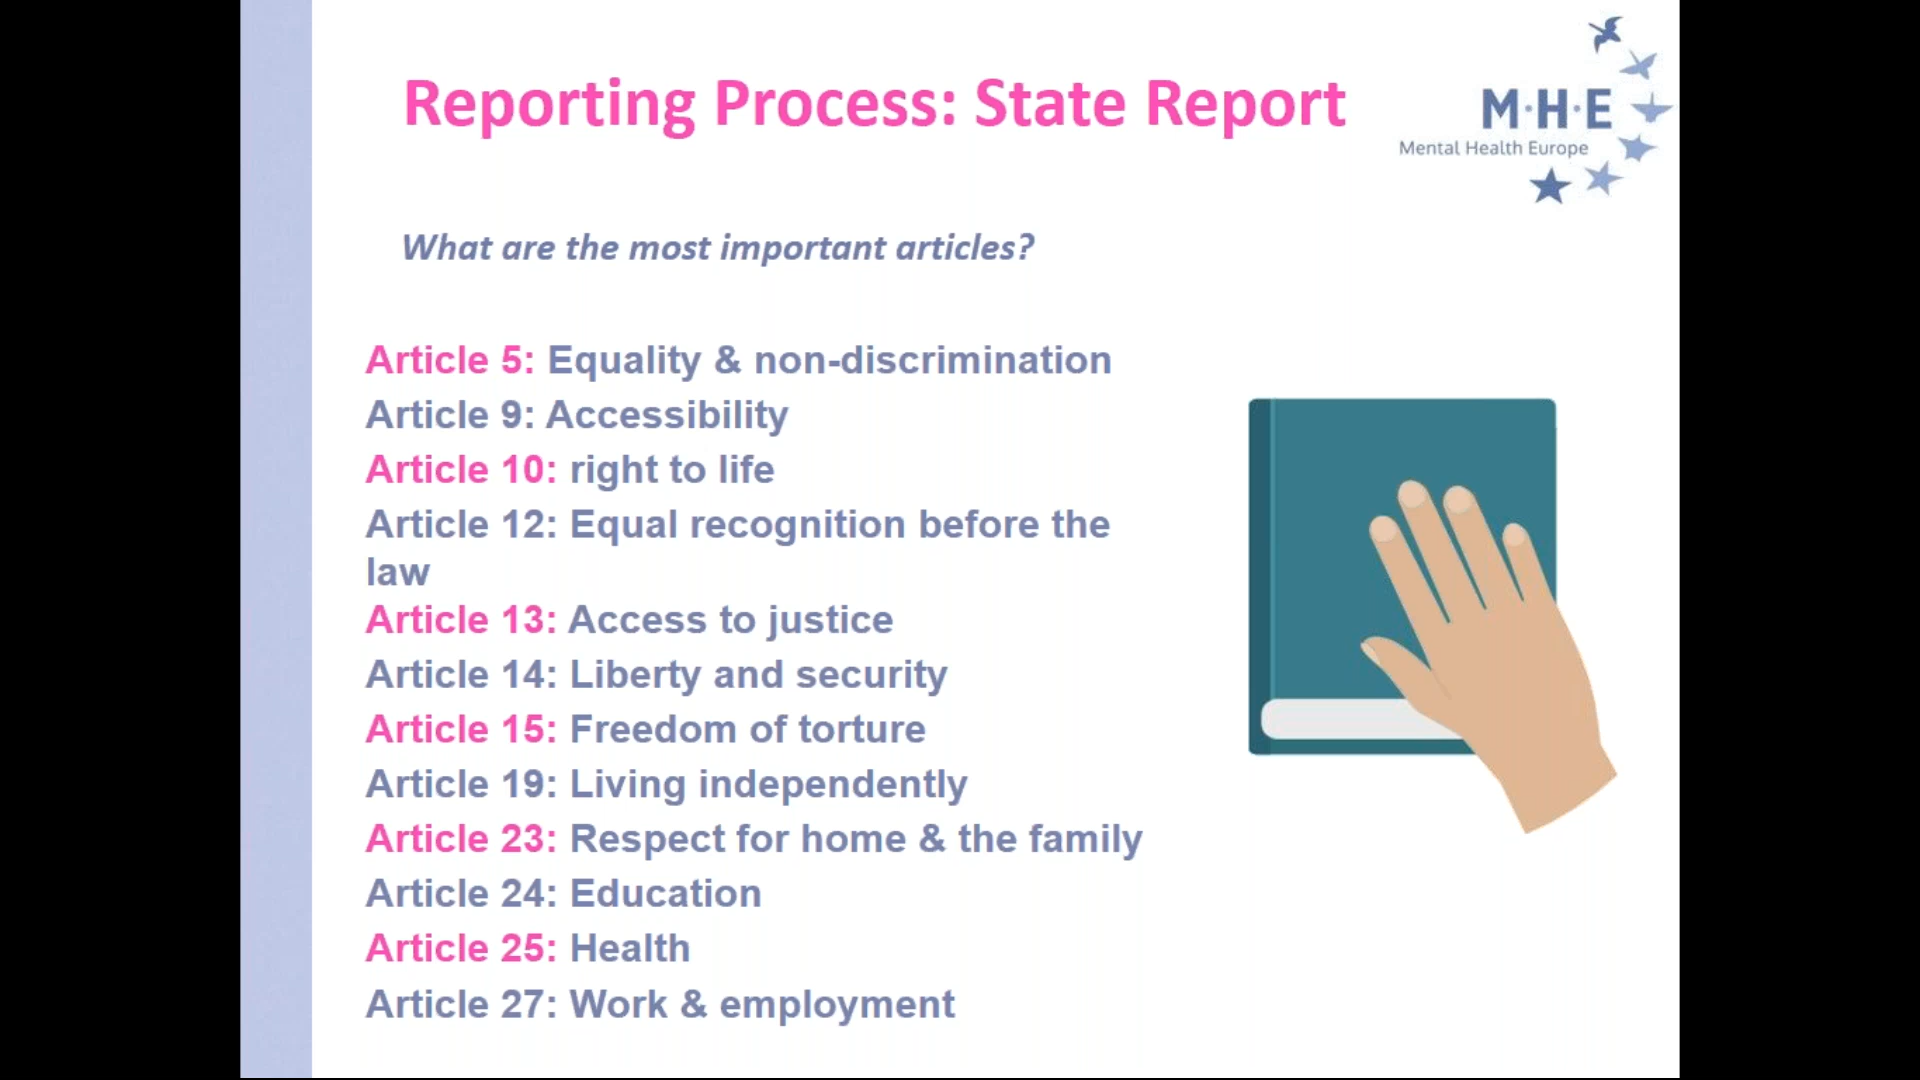 Reporting Process: State Report
M·H·E
Mental Health Europe
What are the most important articles?
Article 5: Equality & non-discrimination
Article 9: Accessibility
Article 10: right to life
Article 12: Equal recognition before the
law
Article 13: Access to justice
Article 14: Liberty and security
Article 15: Freedom of torture
Article 19: Living independently
Article 23: Respect for home & the family
Article 24: Education
Article 25: Health
Article 27: Work & employment